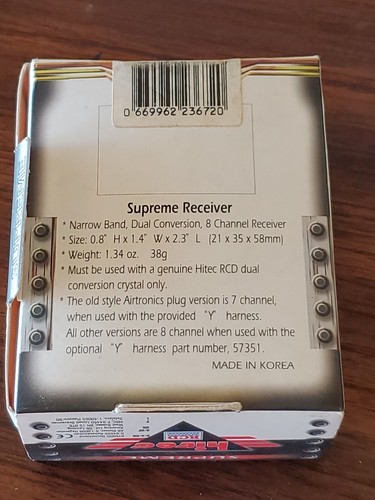 0 669962 236720
Supreme Receiver
* Narrow Band, Dual Conversion, 8 Channel Receiver
* Size: 0.8" H x 1.4" W x 2.3" L (21 x 35 x 58mm)
* Weight: 1.34 oz. 38g
* Must be used with a genuine Hitec RCD dual
conversion crystal only.
* The old style Airtronics plug version is 7 channel,
when used with the provided "Y" harness.
All other versions are 8 channel when used with the
optional "Y" harness part number, 57351.
MADE IN KOREA
RCD
hitec
SUPREME